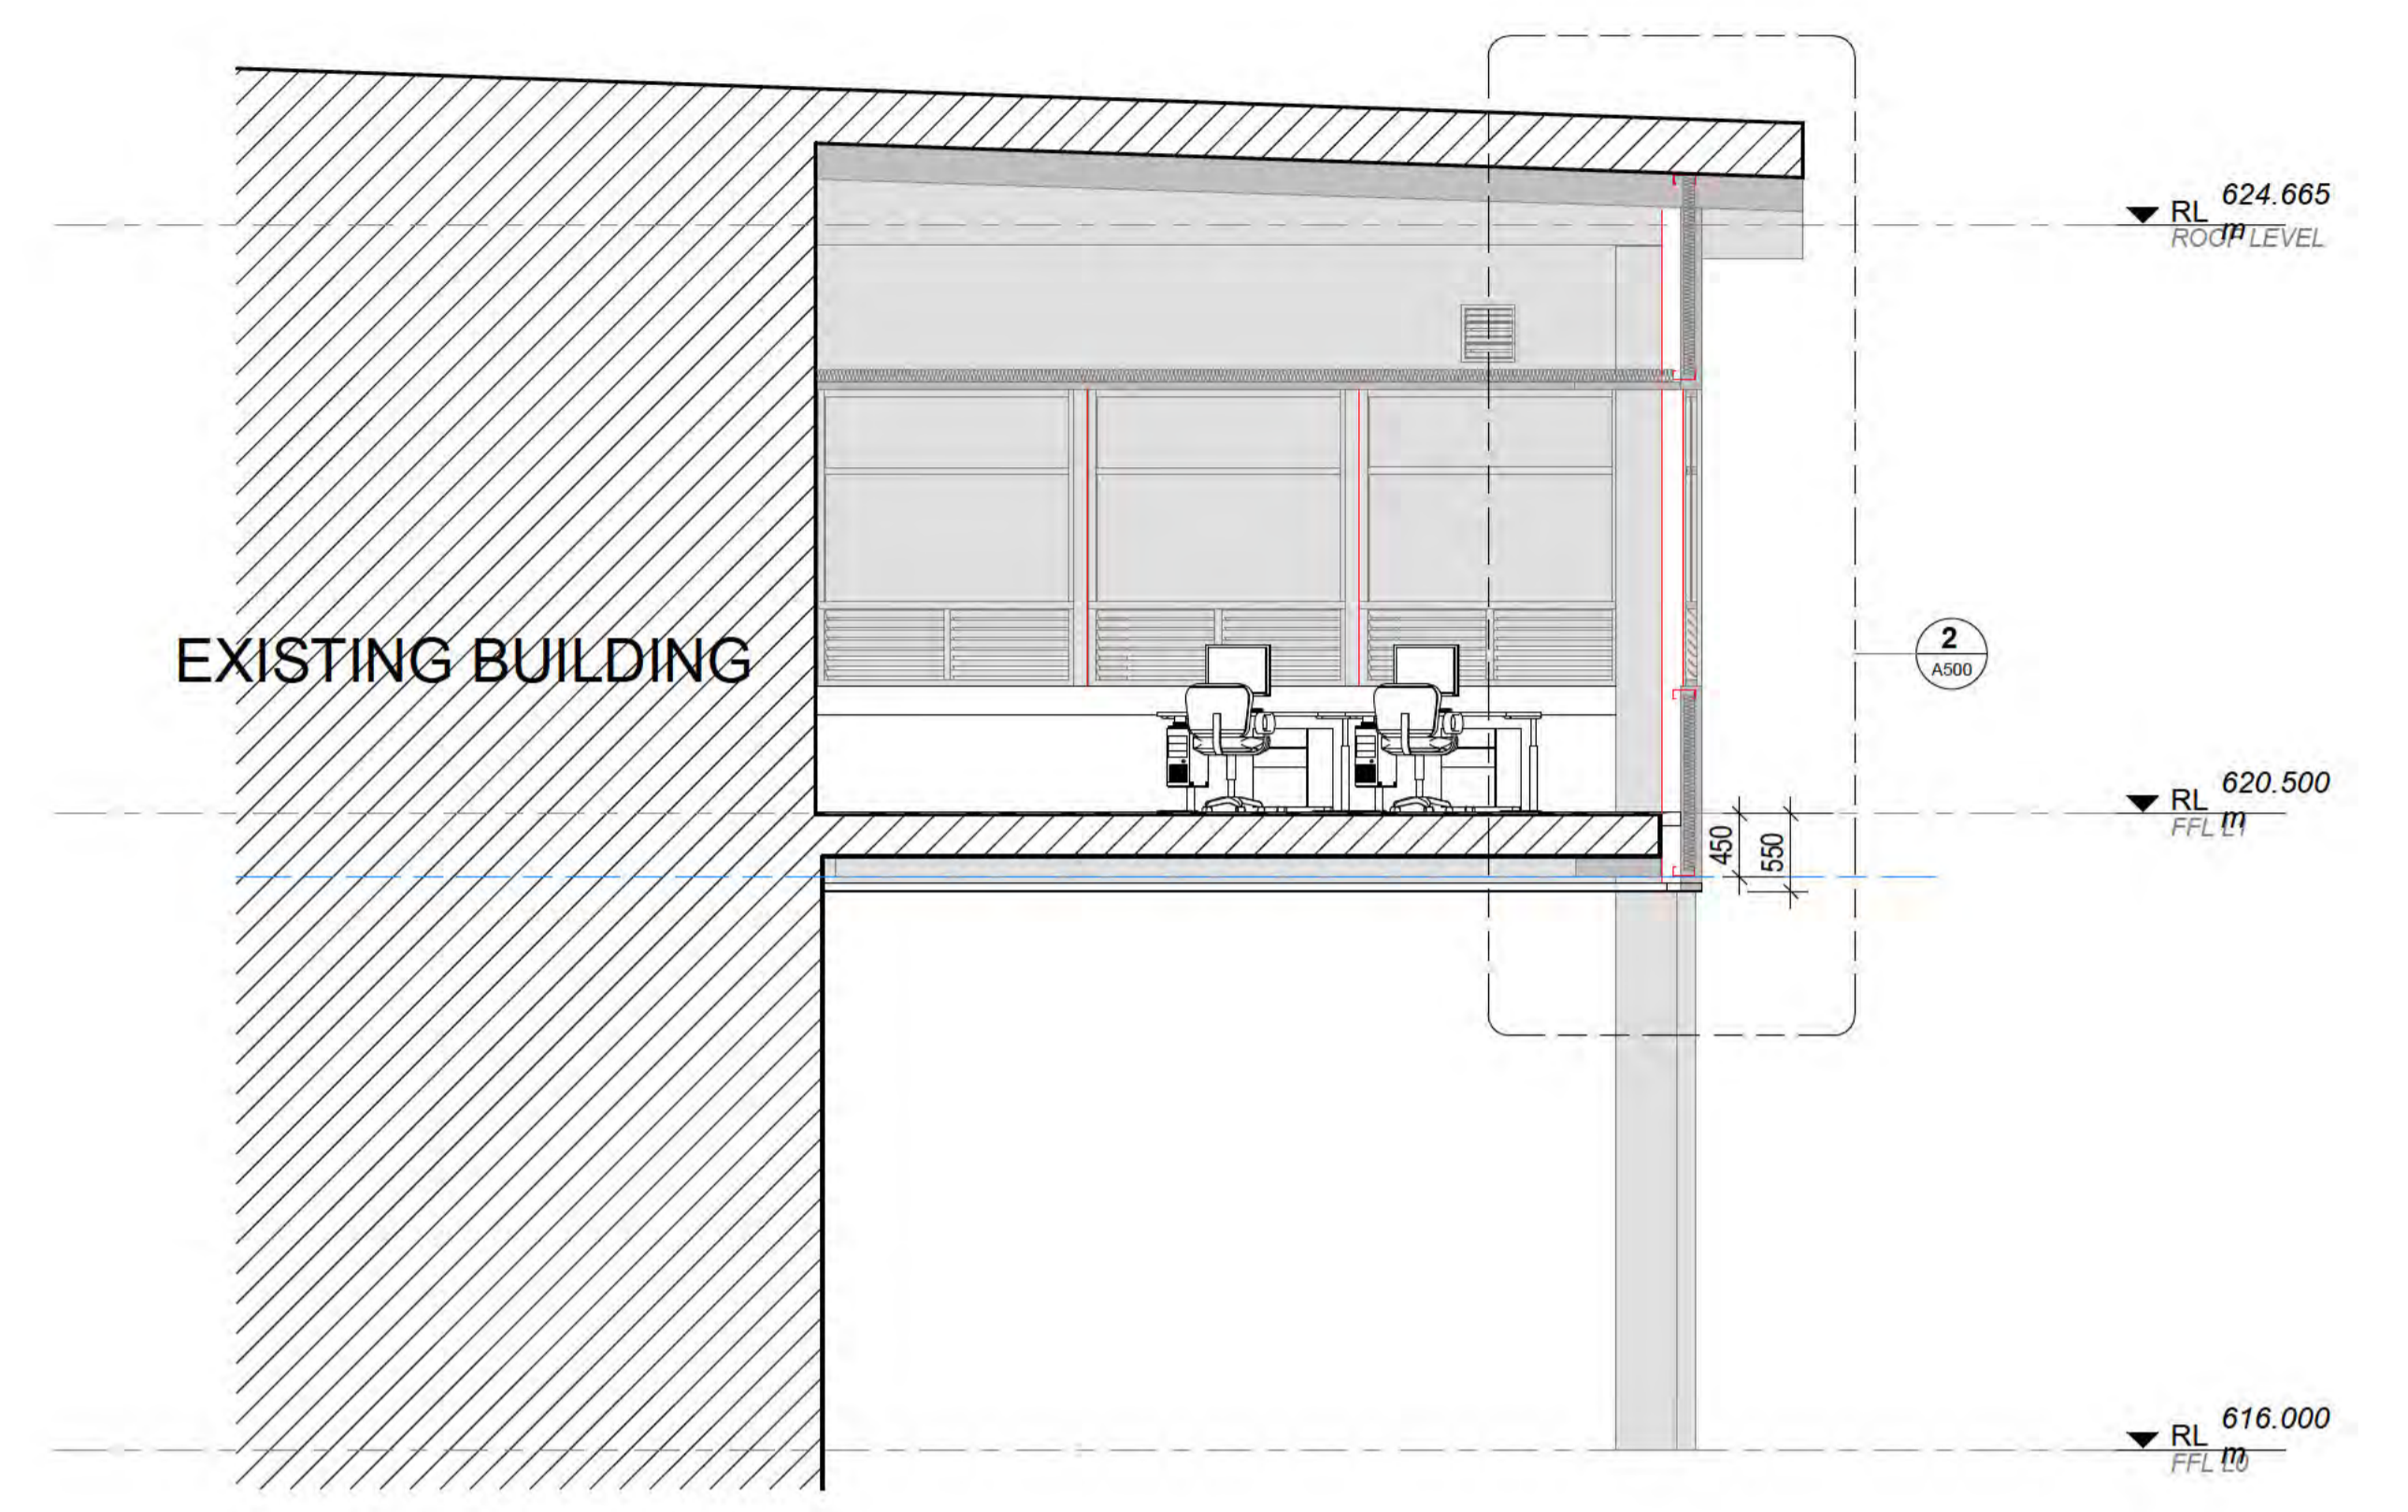 624.665
RL m
ROOF LEVEL
EXISTING BUILDING
2
A500
620.500
RL m
FFL L1
450
550
616.000
RL m
FFL L0